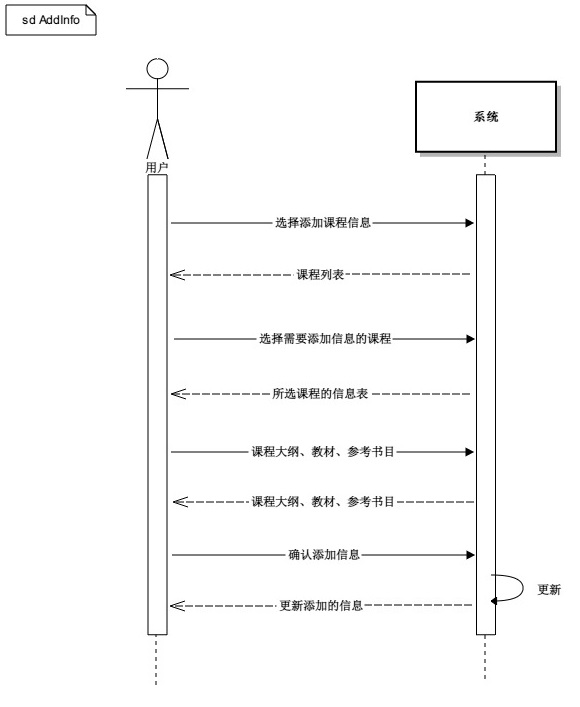 sd AddInfo
系统
用户
选择添加课程信息
课程列表
选择需要添加信息的课程
所选课程的信息表
课程大纲、教材、参考书目
课程大纲、教材、参考书目
确认添加信息
更新
更新添加的信息